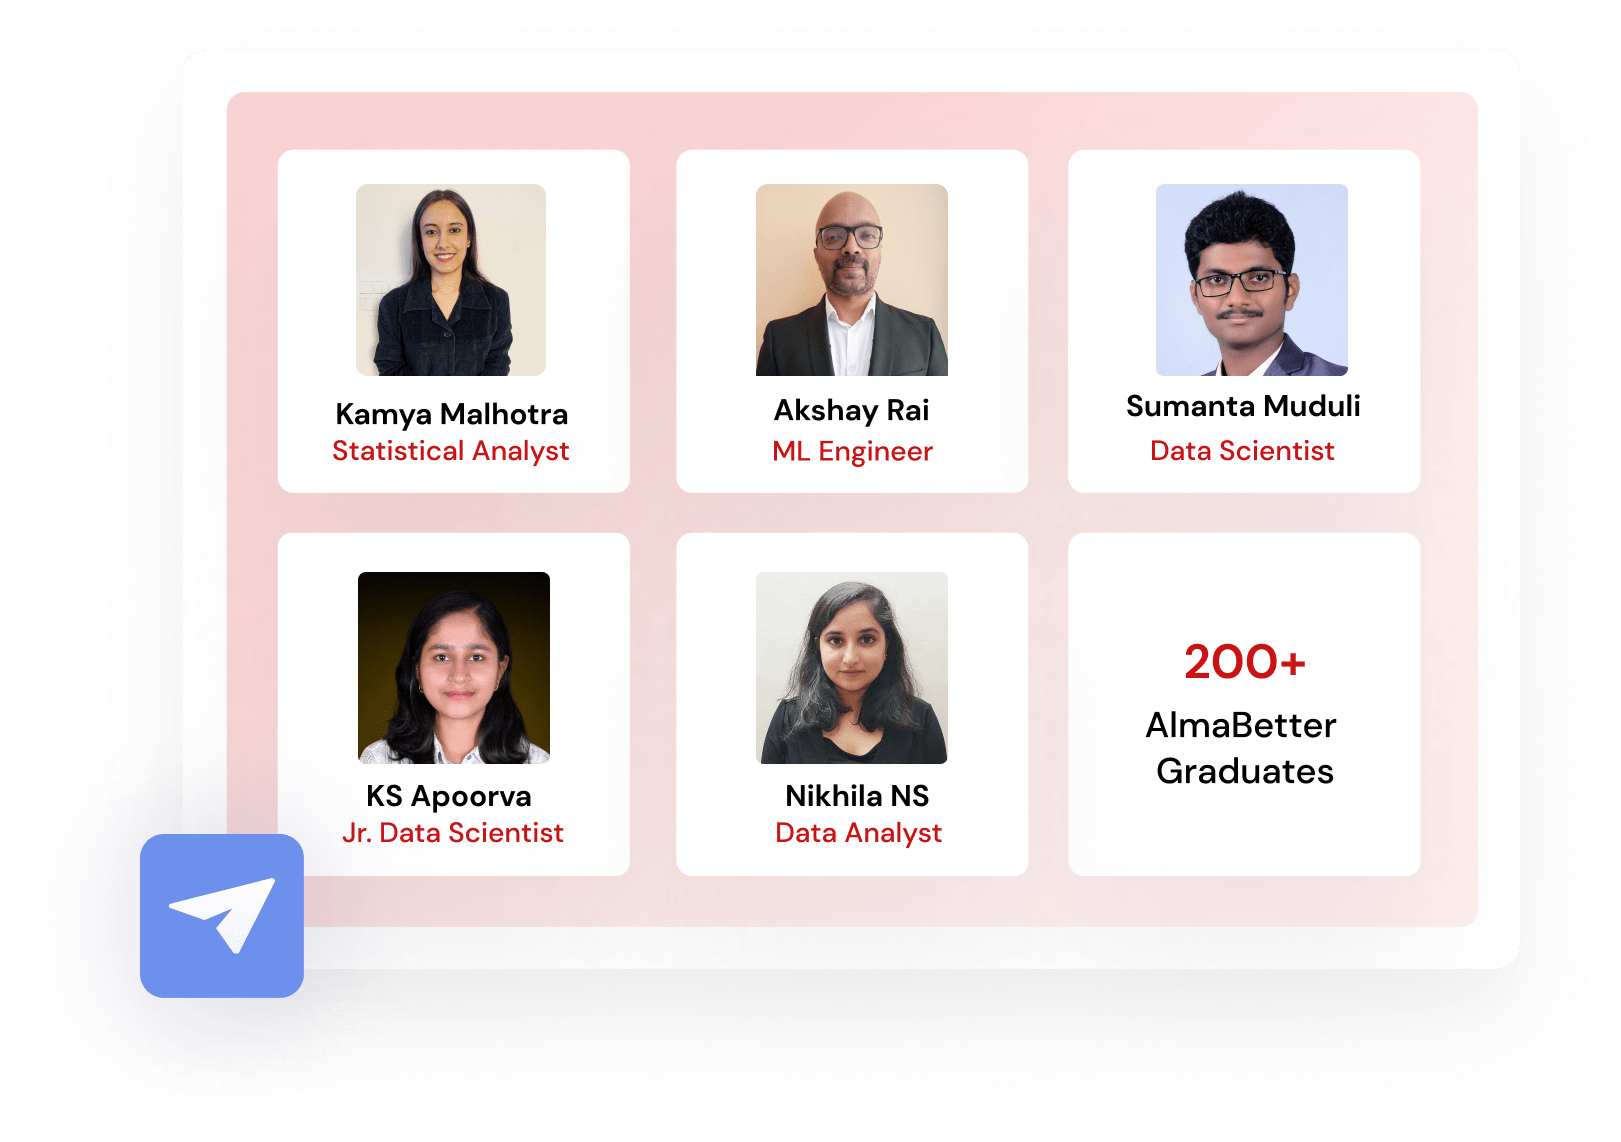 Kamya Malhotra
Statistical Analyst
Akshay Rai
ML Engineer
Sumanta Muduli
Data Scientist
KS Apoorva
Jr. Data Scientist
Nikhila NS
Data Analyst
200+
AlmaBetter
Graduates